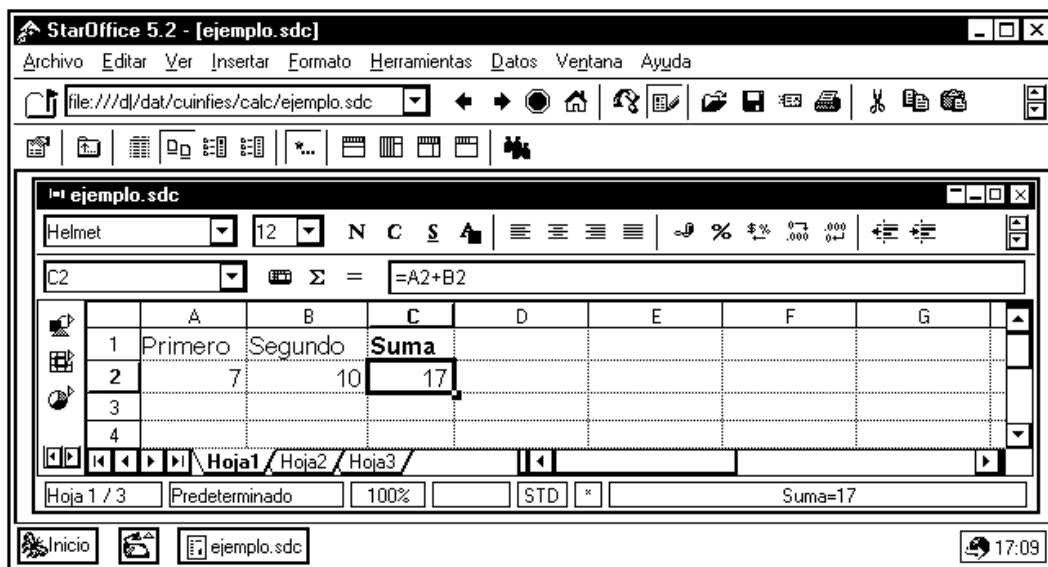 StarOffice 5.2 - [ejemplo.sdc]
Archivo Editar Ver Insertar Formato Herramientas Datos Ventana Ayuda
file:///d|/dat/cuinfies/calc/ejemplo.sdc
ejemplo.sdc
Helmet 12 N C S A % $% .000 .000
C2 Σ = =A2+B2
A B C D E F G
1 Primero Segundo Suma
2 7 10 17
3
4
Hoja1 Hoja2 Hoja3
Hoja 1 / 3 Predeterminado 100% STD * Suma=17
Inicio ejemplo.sdc 17:09